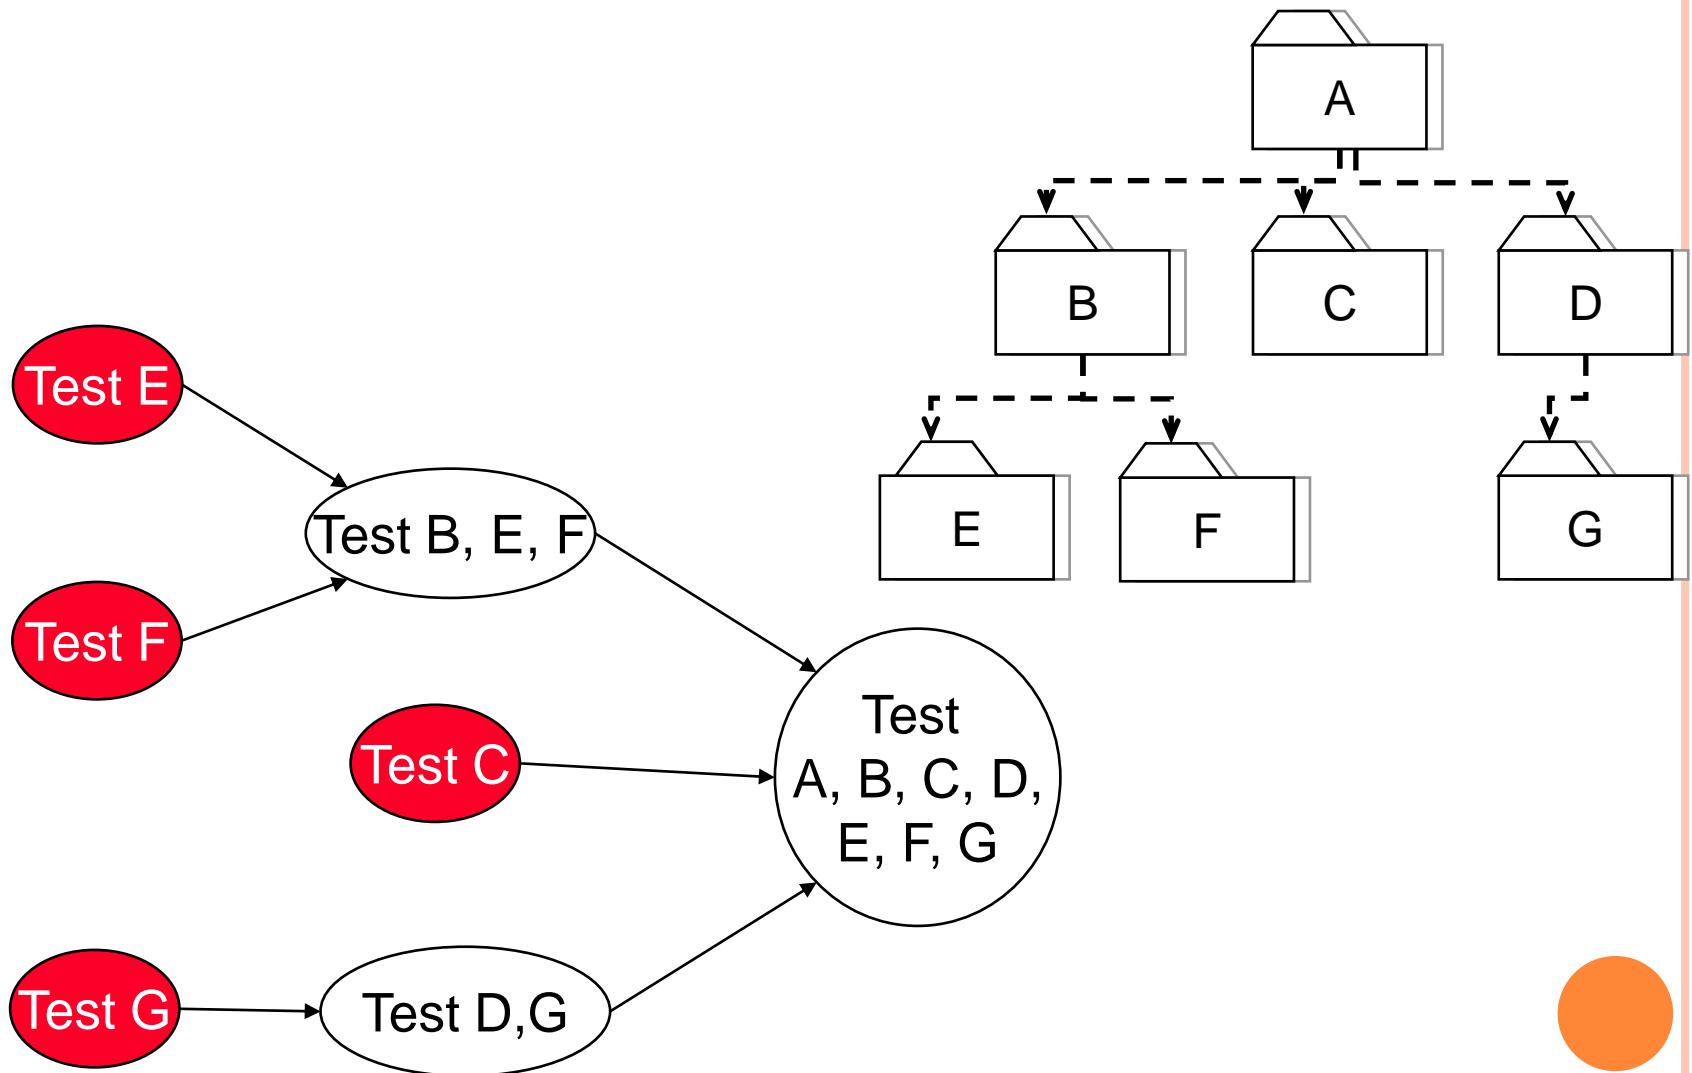 A
B
C
D
E
F
G
Test E
Test B, E, F
Test F
Test C
Test
A, B, C, D,
E, F, G
Test G
Test D,G